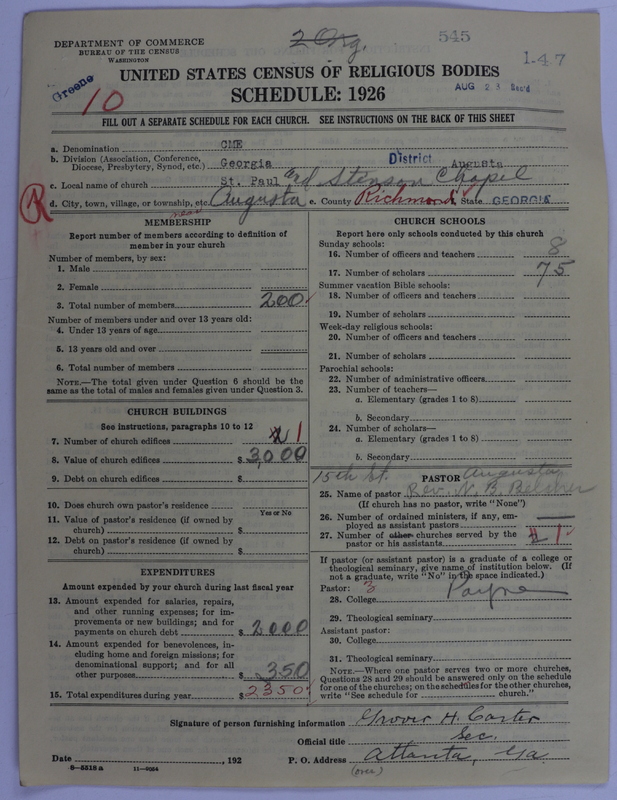 2 Org.
545
DEPARTMENT OF COMMERCE
BUREAU OF THE CENSUS
WASHINGTON
1-47
Greene
10
UNITED STATES CENSUS OF RELIGIOUS BODIES
AUG 23 Rec'd
SCHEDULE: 1926
FILL OUT A SEPARATE SCHEDULE FOR EACH CHURCH. SEE INSTRUCTIONS ON THE BACK OF THIS SHEET
a. Denomination CME
b. Division (Association, Conference, Diocese, Presbytery, Synod, etc.) Georgia District Augusta
c. Local name of church St. Paul and Stenson Chapel
R
d. City, town, village, or township, etc. Augusta e. County Richmond State GEORGIA
MEMBERSHIP
Report number of members according to definition of
member in your church
Number of members, by sex:
1. Male
2. Female
3. Total number of members 200
Number of members under and over 13 years old:
4. Under 13 years of age
5. 13 years old and over
6. Total number of members
NOTE.—The total given under Question 6 should be the
same as the total of males and females given under Question 3.
CHURCH BUILDINGS
See instructions, paragraphs 10 to 12
7. Number of church edifices 1
8. Value of church edifices $ 3,000
9. Debt on church edifices $
10. Does church own pastor's residence
Yes or No
11. Value of pastor's residence (if owned by
church) $
12. Debt on pastor's residence (if owned by
church) $
EXPENDITURES
Amount expended by your church during last fiscal year
13. Amount expended for salaries, repairs,
and other running expenses; for im-
provements or new buildings; and for
payments on church debt $ 2000
14. Amount expended for benevolences, in-
cluding home and foreign missions; for
denominational support; and for all
other purposes $ 350
15. Total expenditures during year $ 2350
CHURCH SCHOOLS
Report here only schools conducted by this church
Sunday schools:
16. Number of officers and teachers 8
17. Number of scholars 75
Summer vacation Bible schools:
18. Number of officers and teachers
19. Number of scholars
Week-day religious schools:
20. Number of officers and teachers
21. Number of scholars
Parochial schools:
22. Number of administrative officers
23. Number of teachers—
a. Elementary (grades 1 to 8)
b. Secondary
24. Number of scholars—
a. Elementary (grades 1 to 8)
b. Secondary
15th St. PASTOR Augusta
25. Name of pastor Rev. N. B.
(If church has no pastor, write "None")
26. Number of ordained ministers, if any, em-
ployed as assistant pastors
27. Number of other churches served by the
pastor or his assistants 1
If pastor (or assistant pastor) is a graduate of a college or
theological seminary, give name of institution below. (If
not a graduate, write "No" in the space indicated.)
Pastor: 3
28. College Payne
29. Theological seminary
Assistant pastor:
30. College
31. Theological seminary
NOTE.—Where one pastor serves two or more churches,
Questions 28 and 29 should be answered only on the schedule
for one of the churches; on the schedules for the other churches,
write "See schedule for church."
Signature of person furnishing information Grover H. Carter
Official title Sec.
Date , 192 P. O. Address Atlanta, Ga
8-5318 a 11-9024 (over)